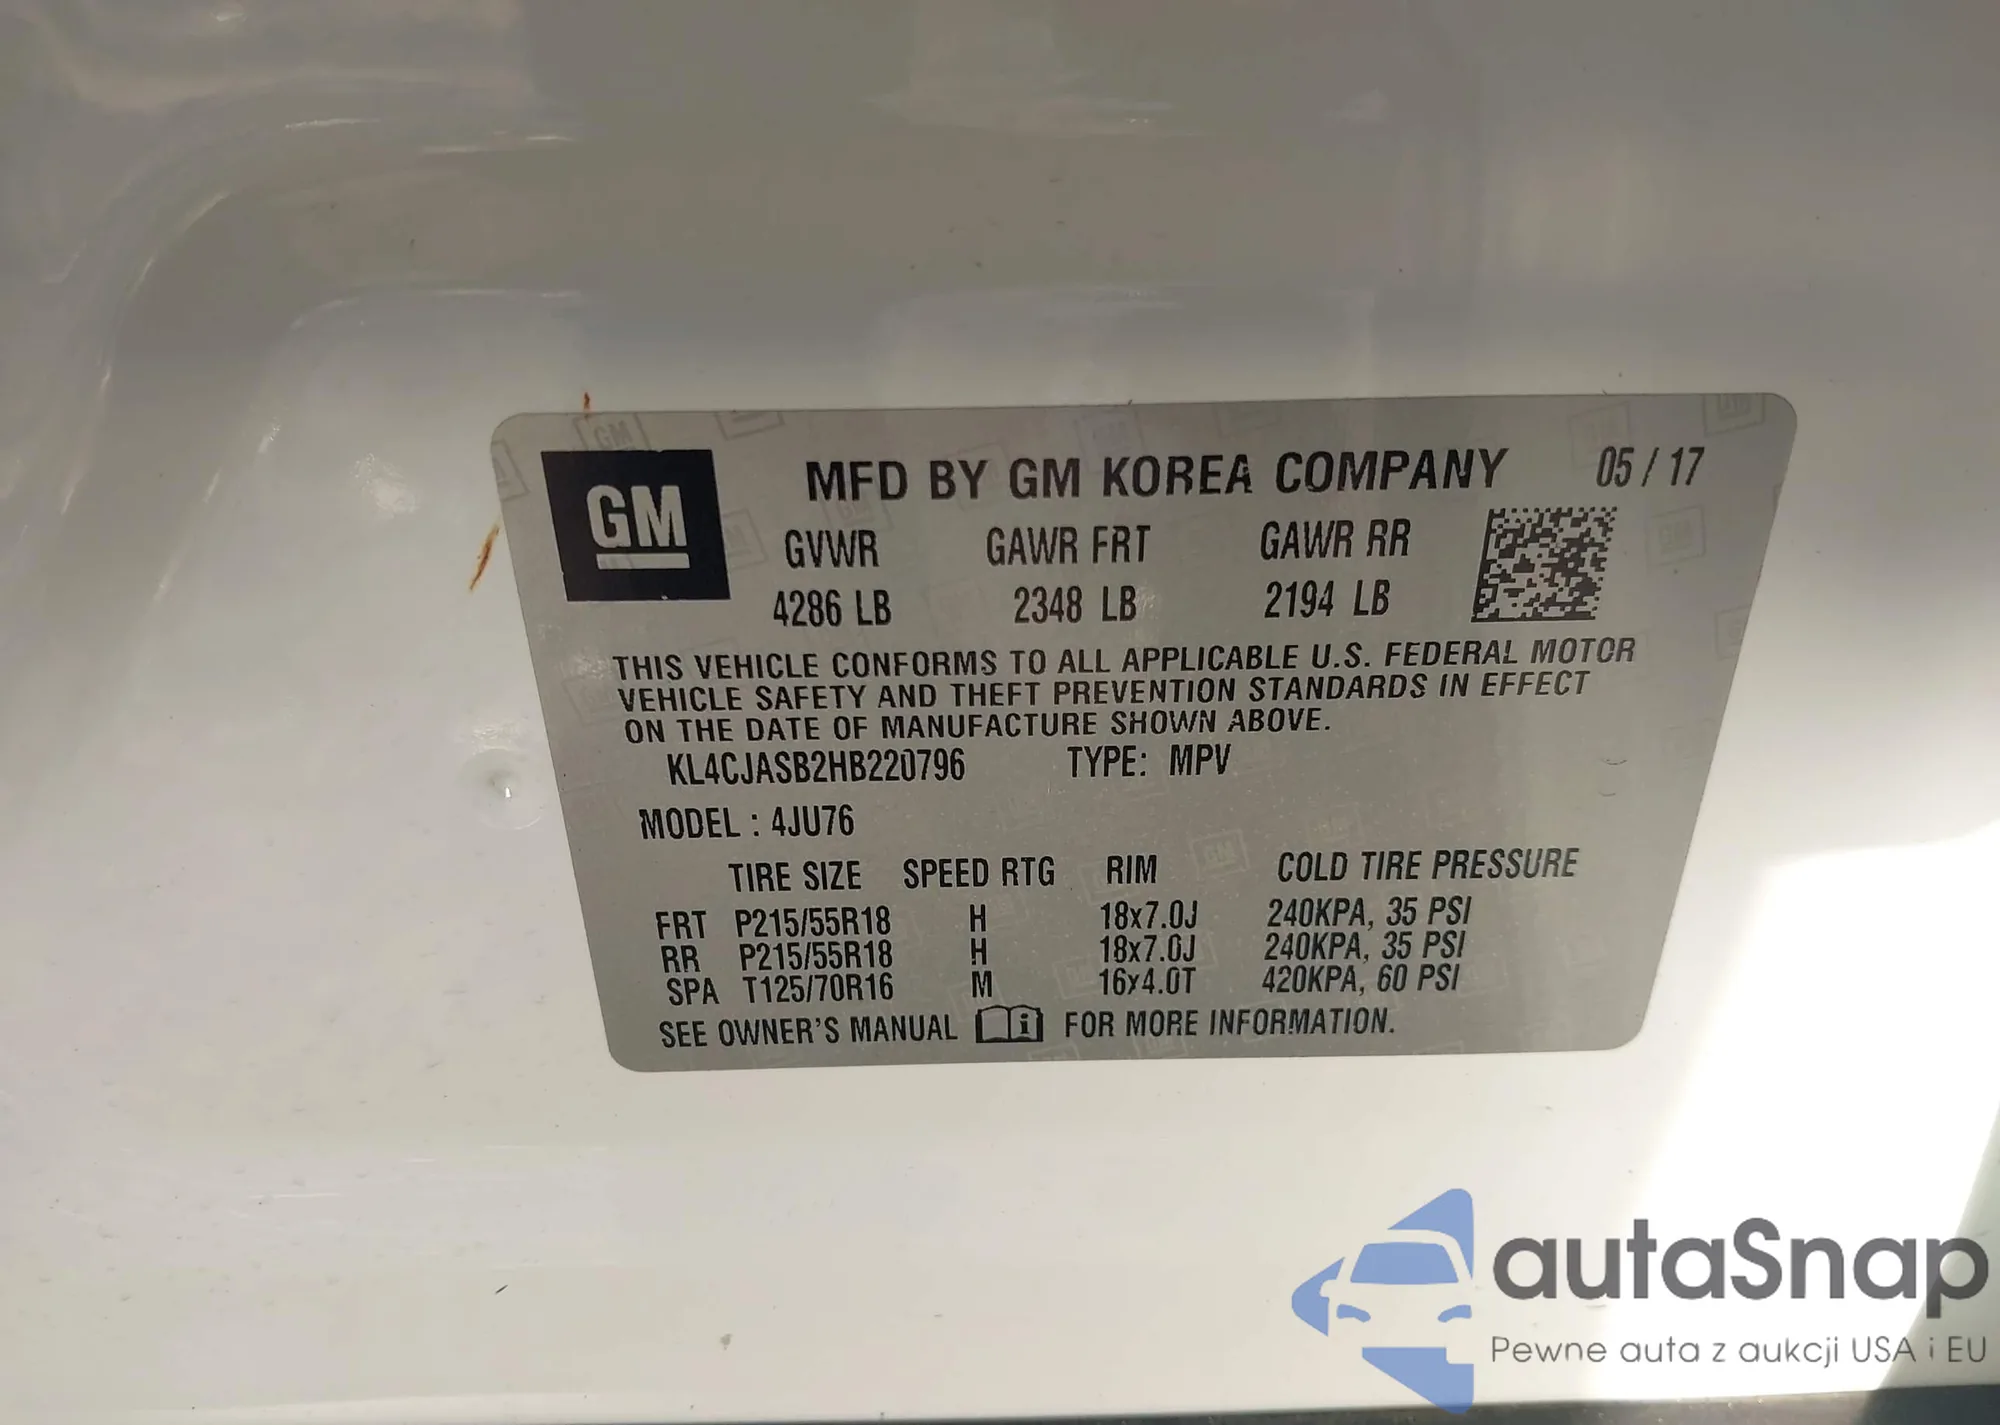 GM
MFD BY GM KOREA COMPANY 05 / 17
GVWR GAWR FRT GAWR RR
4286 LB 2348 LB 2194 LB
THIS VEHICLE CONFORMS TO ALL APPLICABLE U.S. FEDERAL MOTOR
VEHICLE SAFETY AND THEFT PREVENTION STANDARDS IN EFFECT
ON THE DATE OF MANUFACTURE SHOWN ABOVE.
KL4CJASB2HB220796 TYPE: MPV
MODEL : 4JU76
TIRE SIZE SPEED RTG RIM COLD TIRE PRESSURE
FRT P215/55R18 H 18x7.0J 240KPA, 35 PSI
RR P215/55R18 H 18x7.0J 240KPA, 35 PSI
SPA T125/70R16 M 16x4.0T 420KPA, 60 PSI
SEE OWNER'S MANUAL i FOR MORE INFORMATION.
autaSnap
Pewne auta z aukcji USA i EU